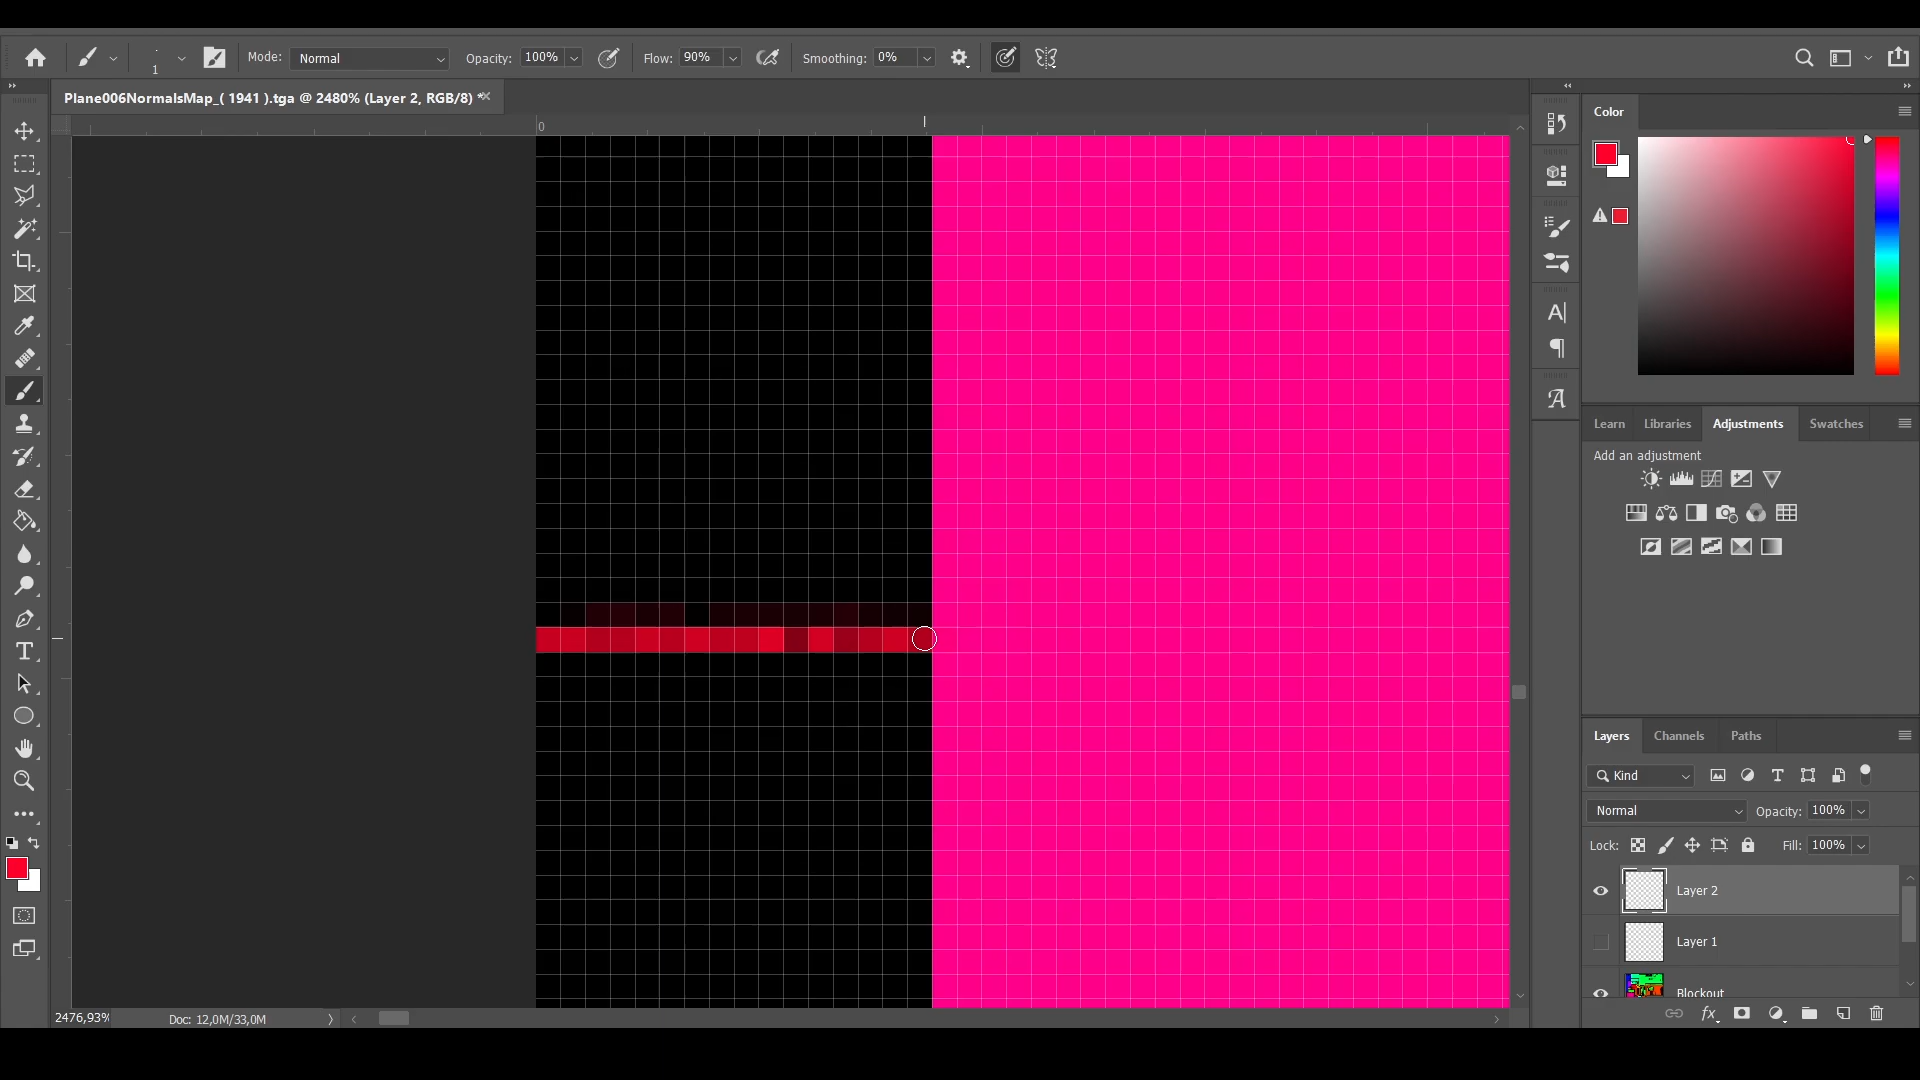 1
Mode: Normal Opacity: 100% Flow: 90% Smoothing: 0%
Plane006NormalsMap_( 1941 ).tga @ 2480% (Layer 2, RGB/8) *
0
Color
Learn Libraries Adjustments Swatches
Add an adjustment
Layers Channels Paths
Kind
Normal Opacity: 100%
Lock: Fill: 100%
Layer 2
Layer 1
Blockout
2476,93% Doc: 12,0M/33,0M